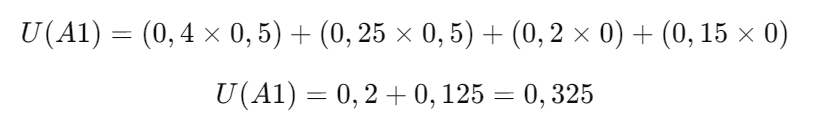 U(A1) = (0,4 × 0,5) + (0,25 × 0,5) + (0,2 × 0) + (0,15 × 0)
U(A1) = 0,2 + 0,125 = 0,325